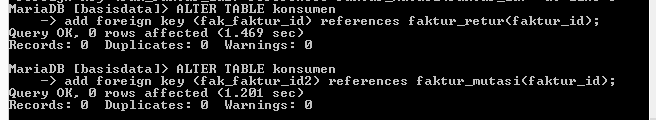 MariaDB [basisdata]> ALTER TABLE konsumen
    -> add foreign key (fak_faktur_id) references faktur_retur(faktur_id);
Query OK, 0 rows affected (1.469 sec)
Records: 0  Duplicates: 0  Warnings: 0

MariaDB [basisdata]> ALTER TABLE konsumen
    -> add foreign key (fak_faktur_id2) references faktur_mutasi(faktur_id);
Query OK, 0 rows affected (1.201 sec)
Records: 0  Duplicates: 0  Warnings: 0